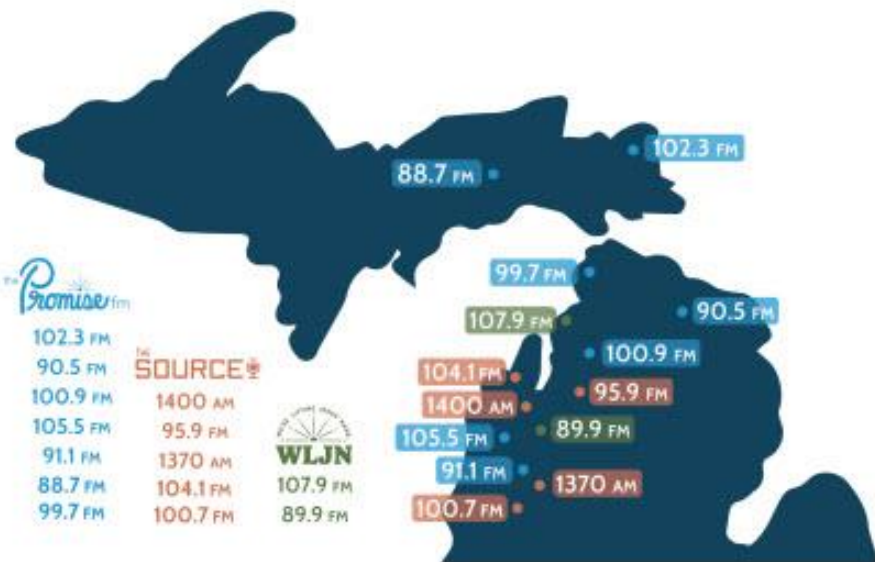 102.3 FM
88.7 FM
99.7 FM
90.5 FM
107.9 FM
100.9 FM
104.1 FM
95.9 FM
1400 AM
89.9 FM
105.5 FM
91.1 FM
1370 AM
100.7 FM
the Promise fm
102.3 FM
90.5 FM
100.9 FM
105.5 FM
91.1 FM
88.7 FM
99.7 FM
THE
SOURCE
1400 AM
95.9 FM
1370 AM
104.1 FM
100.7 FM
WLJN
107.9 FM
89.9 FM